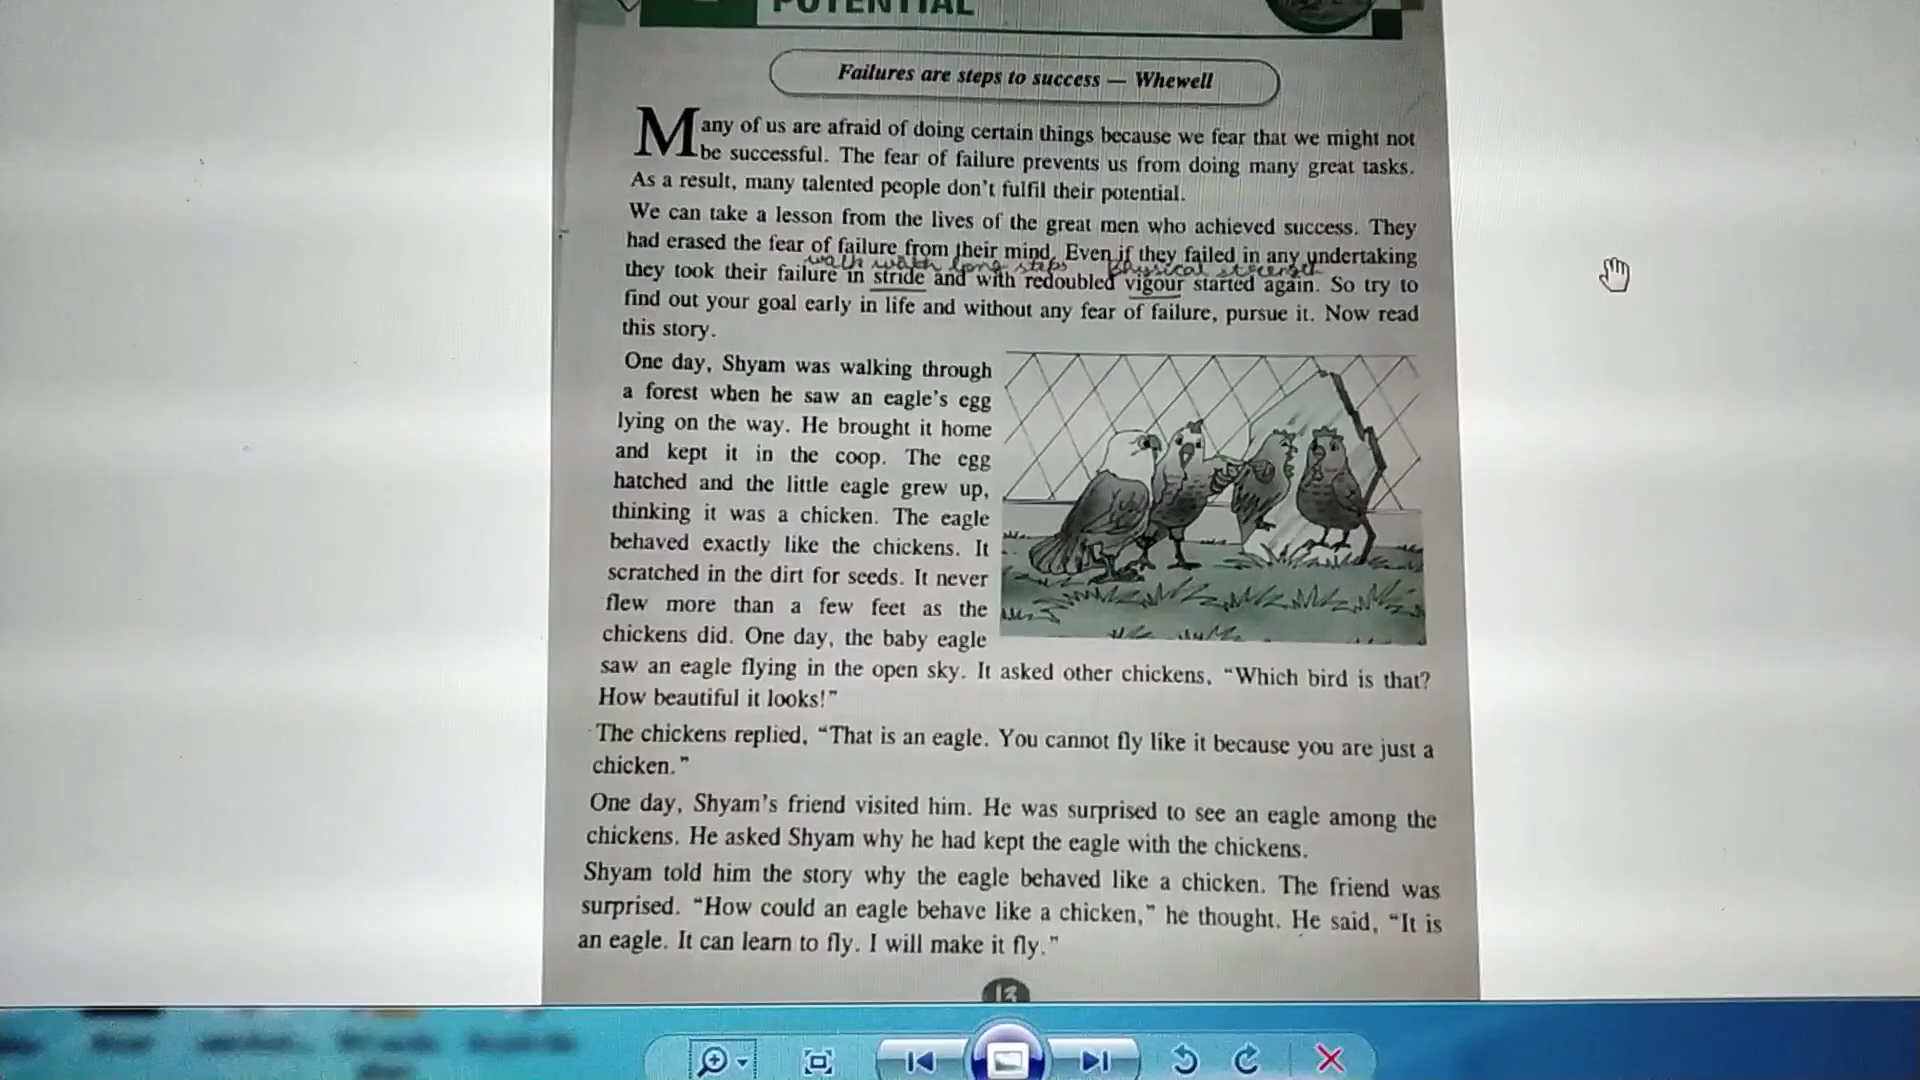 POTENTIAL
Failures are steps to success — Whewell
Many of us are afraid of doing certain things because we fear that we might not
be successful. The fear of failure prevents us from doing many great tasks.
As a result, many talented people don't fulfil their potential.
We can take a lesson from the lives of the great men who achieved success. They
had erased the fear of failure from their mind. Even if they failed in any undertaking
walk with long steps physical strength
they took their failure in stride and with redoubled vigour started again. So try to
find out your goal early in life and without any fear of failure, pursue it. Now read
this story.
One day, Shyam was walking through
a forest when he saw an eagle's egg
lying on the way. He brought it home
and kept it in the coop. The egg
hatched and the little eagle grew up,
thinking it was a chicken. The eagle
behaved exactly like the chickens. It
scratched in the dirt for seeds. It never
flew more than a few feet as the
chickens did. One day, the baby eagle
saw an eagle flying in the open sky. It asked other chickens, “Which bird is that?
How beautiful it looks!”
The chickens replied, “That is an eagle. You cannot fly like it because you are just a
chicken.”
One day, Shyam's friend visited him. He was surprised to see an eagle among the
chickens. He asked Shyam why he had kept the eagle with the chickens.
Shyam told him the story why the eagle behaved like a chicken. The friend was
surprised. “How could an eagle behave like a chicken,” he thought. He said, “It is
an eagle. It can learn to fly. I will make it fly.”
13